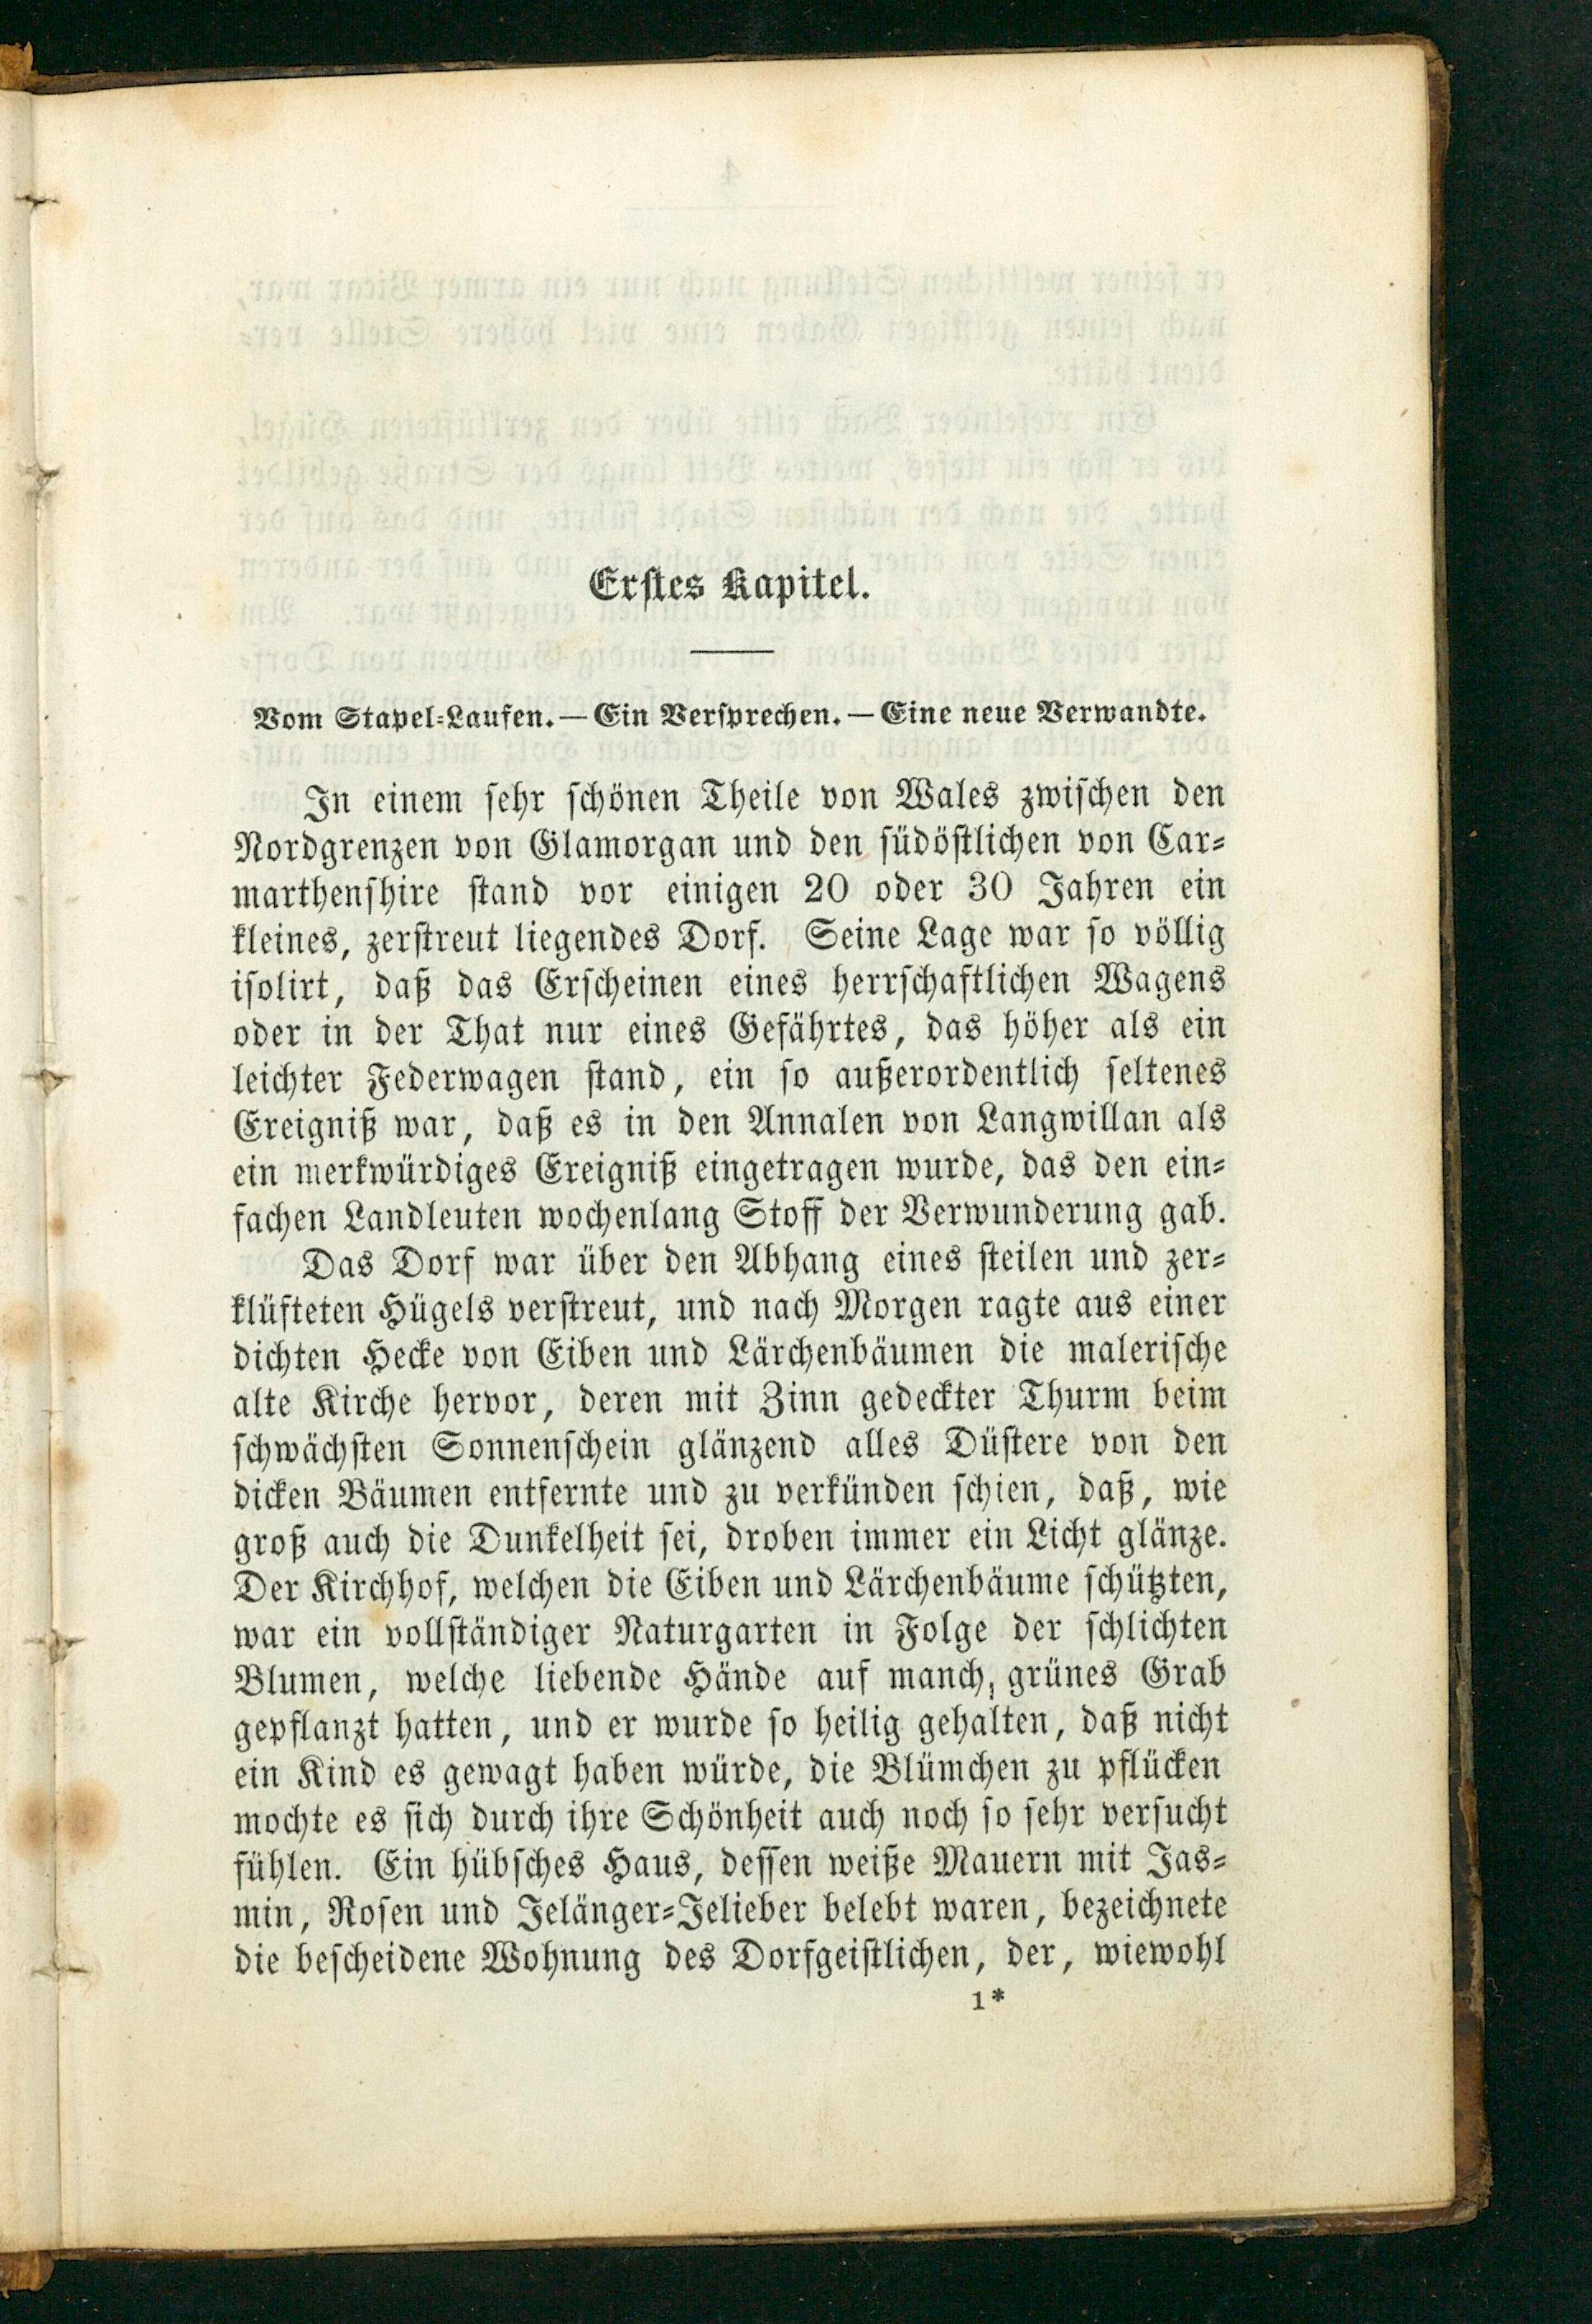 Erstes Kapitel.
Vom Stapel-Laufen. — Ein Versprechen. — Eine neue Verwandte.
In einem sehr schönen Theile von Wales zwischen den
Nordgrenzen von Glamorgan und den südöstlichen von Car-
marthenshire stand vor einigen 20 oder 30 Jahren ein
kleines, zerstreut liegendes Dorf. Seine Lage war so völlig
isolirt, daß das Erscheinen eines herrschaftlichen Wagens
oder in der That nur eines Gefährtes, das höher als ein
leichter Federwagen stand, ein so außerordentlich seltenes
Ereigniß war, daß es in den Annalen von Langwillan als
ein merkwürdiges Ereigniß eingetragen wurde, das den ein-
fachen Landleuten wochenlang Stoff der Verwunderung gab.
Das Dorf war über den Abhang eines steilen und zer-
klüfteten Hügels verstreut, und nach Morgen ragte aus einer
dichten Hecke von Eiben und Lärchenbäumen die malerische
alte Kirche hervor, deren mit Zinn gedeckter Thurm beim
schwächsten Sonnenschein glänzend alles Düstere von den
dicken Bäumen entfernte und zu verkünden schien, daß, wie
groß auch die Dunkelheit sei, droben immer ein Licht glänze.
Der Kirchhof, welchen die Eiben und Lärchenbäume schützten,
war ein vollständiger Naturgarten in Folge der schlichten
Blumen, welche liebende Hände auf manch, grünes Grab
gepflanzt hatten, und er wurde so heilig gehalten, daß nicht
ein Kind es gewagt haben würde, die Blümchen zu pflücken
mochte es sich durch ihre Schönheit auch noch so sehr versucht
fühlen. Ein hübsches Haus, dessen weiße Mauern mit Jas-
min, Rosen und Jelänger-Jelieber belebt waren, bezeichnete
die bescheidene Wohnung des Dorfgeistlichen, der, wiewohl
1*